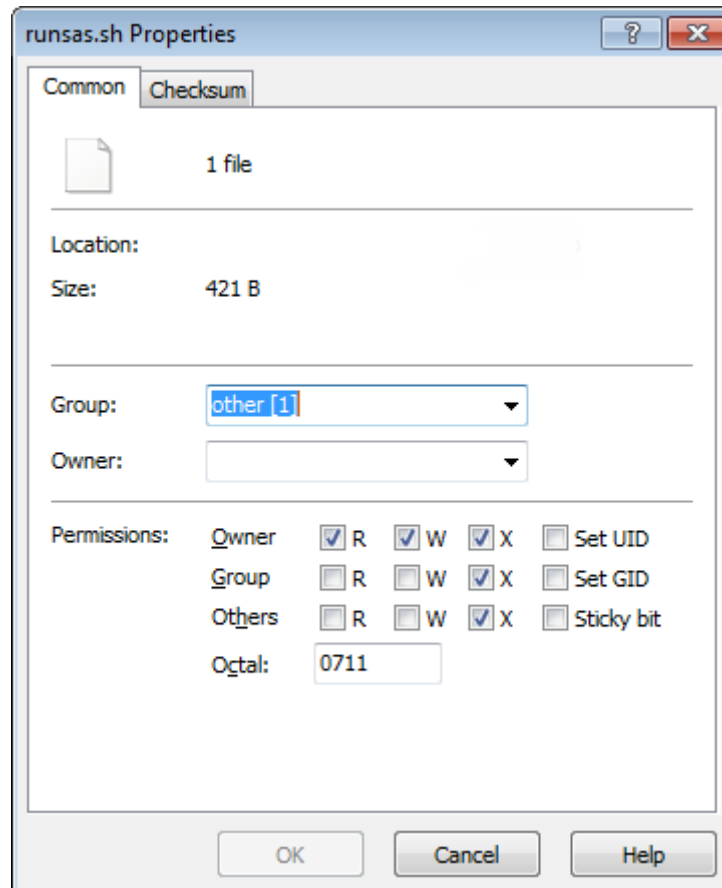 runsas.sh Properties
Common Checksum
1 file
Location:
Size: 421 B
Group: other [1]
Owner:
Permissions: Owner R W X Set UID
Group R W X Set GID
Others R W X Sticky bit
Octal: 0711
OK Cancel Help